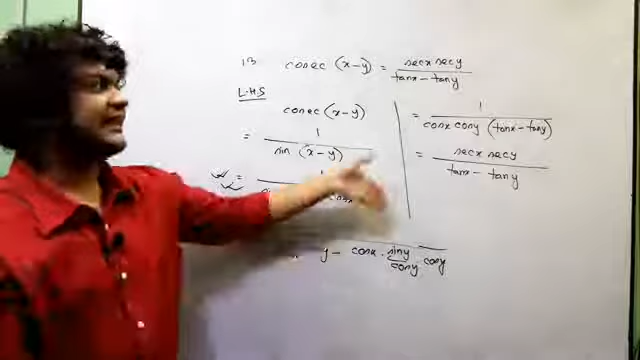 13 cosec (x-y) = secx secy / tanx - tany
L.H.S
cosec (x-y)
= 1 / sin (x-y)
= 1
y - cosx . siny / cosy . cosy
= 1 / cosx cosy (tanx - tany)
= secx secy / tanx - tany